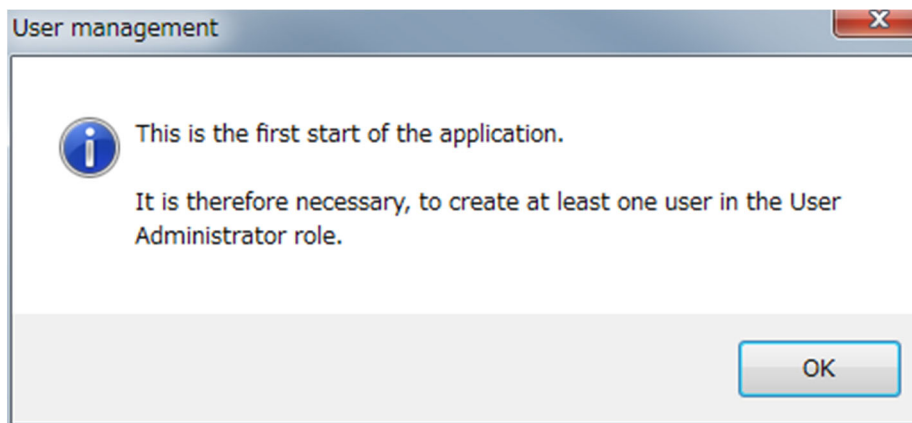 User management
This is the first start of the application.
It is therefore necessary, to create at least one user in the User
Administrator role.
OK